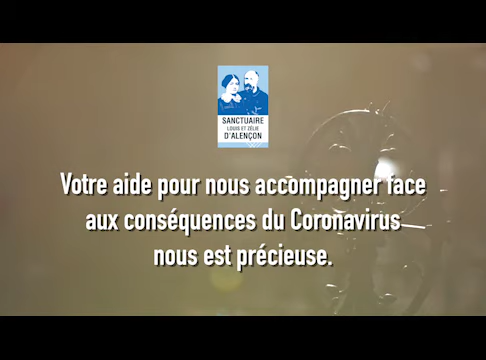 SANCTUAIRE
LOUIS ET ZÉLIE
D'ALENÇON
Votre aide pour nous accompagner face
aux conséquences du Coronavirus
nous est précieuse.